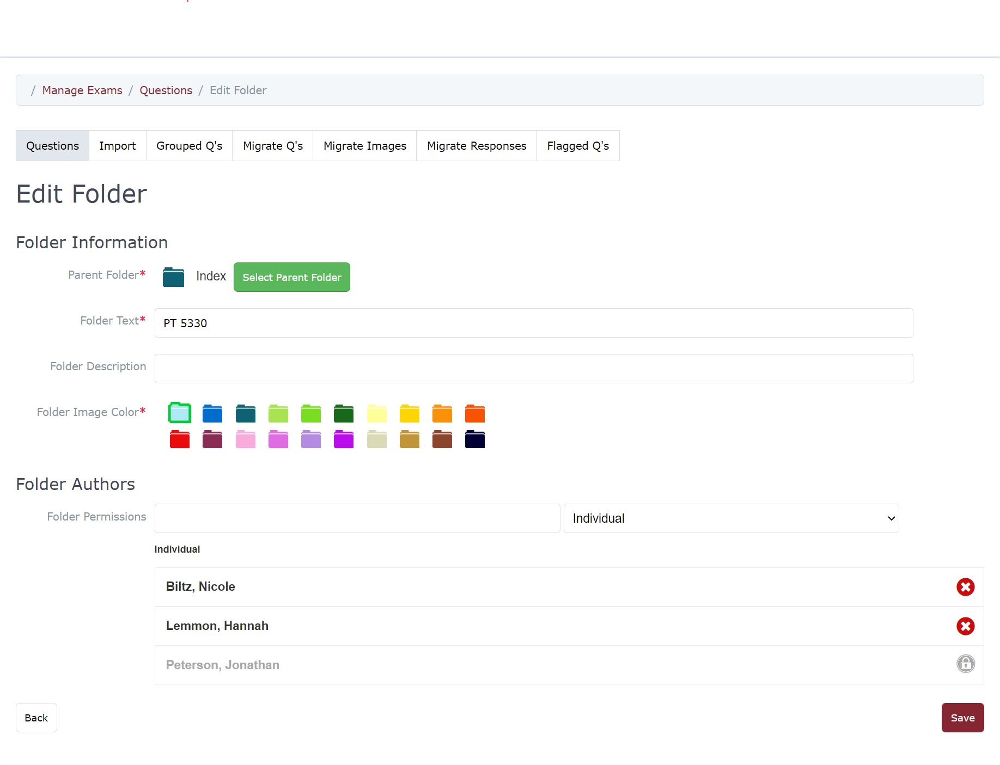 / Manage Exams / Questions / Edit Folder
Questions Import Grouped Q's Migrate Q's Migrate Images Migrate Responses Flagged Q's
Edit Folder
Folder Information
Parent Folder* Index Select Parent Folder
Folder Text* PT 5330
Folder Description
Folder Image Color*
Folder Authors
Folder Permissions Individual
Individual
Biltz, Nicole
Lemmon, Hannah
Peterson, Jonathan
Back Save